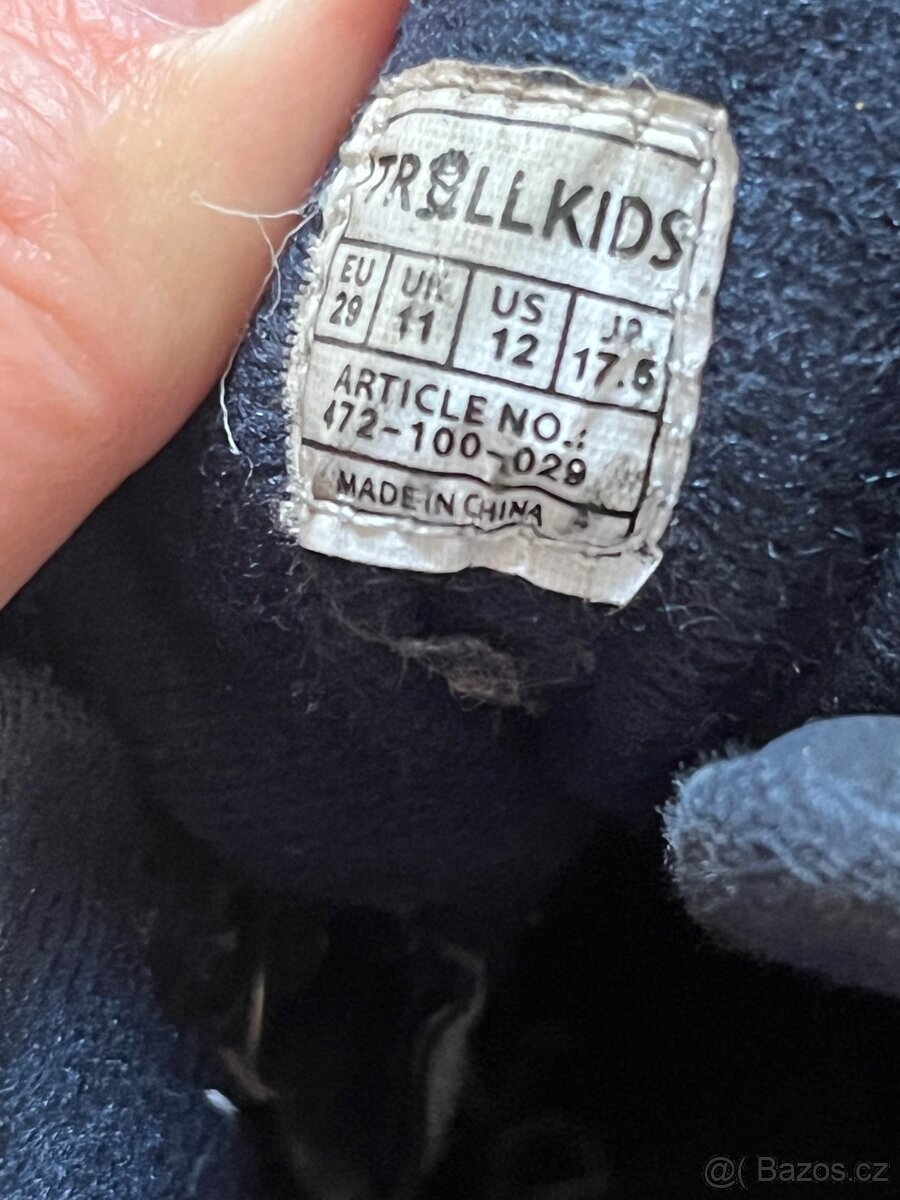 TROLLKIDS
EU UK US JP
29 11 12 17.5
ARTICLE NO.:
472-100-029
MADE IN CHINA
@( Bazos.cz